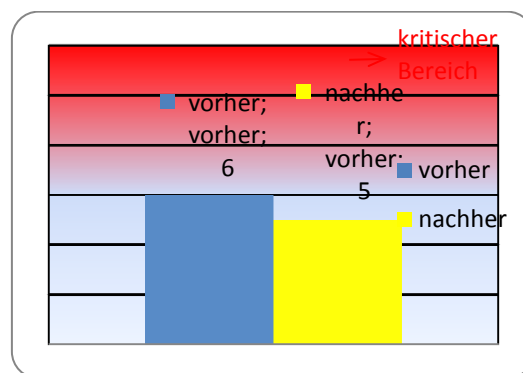 → kritischer
Bereich
vorher;
vorher;
6
nachhe
r;
vorher;
5
vorher
nachher